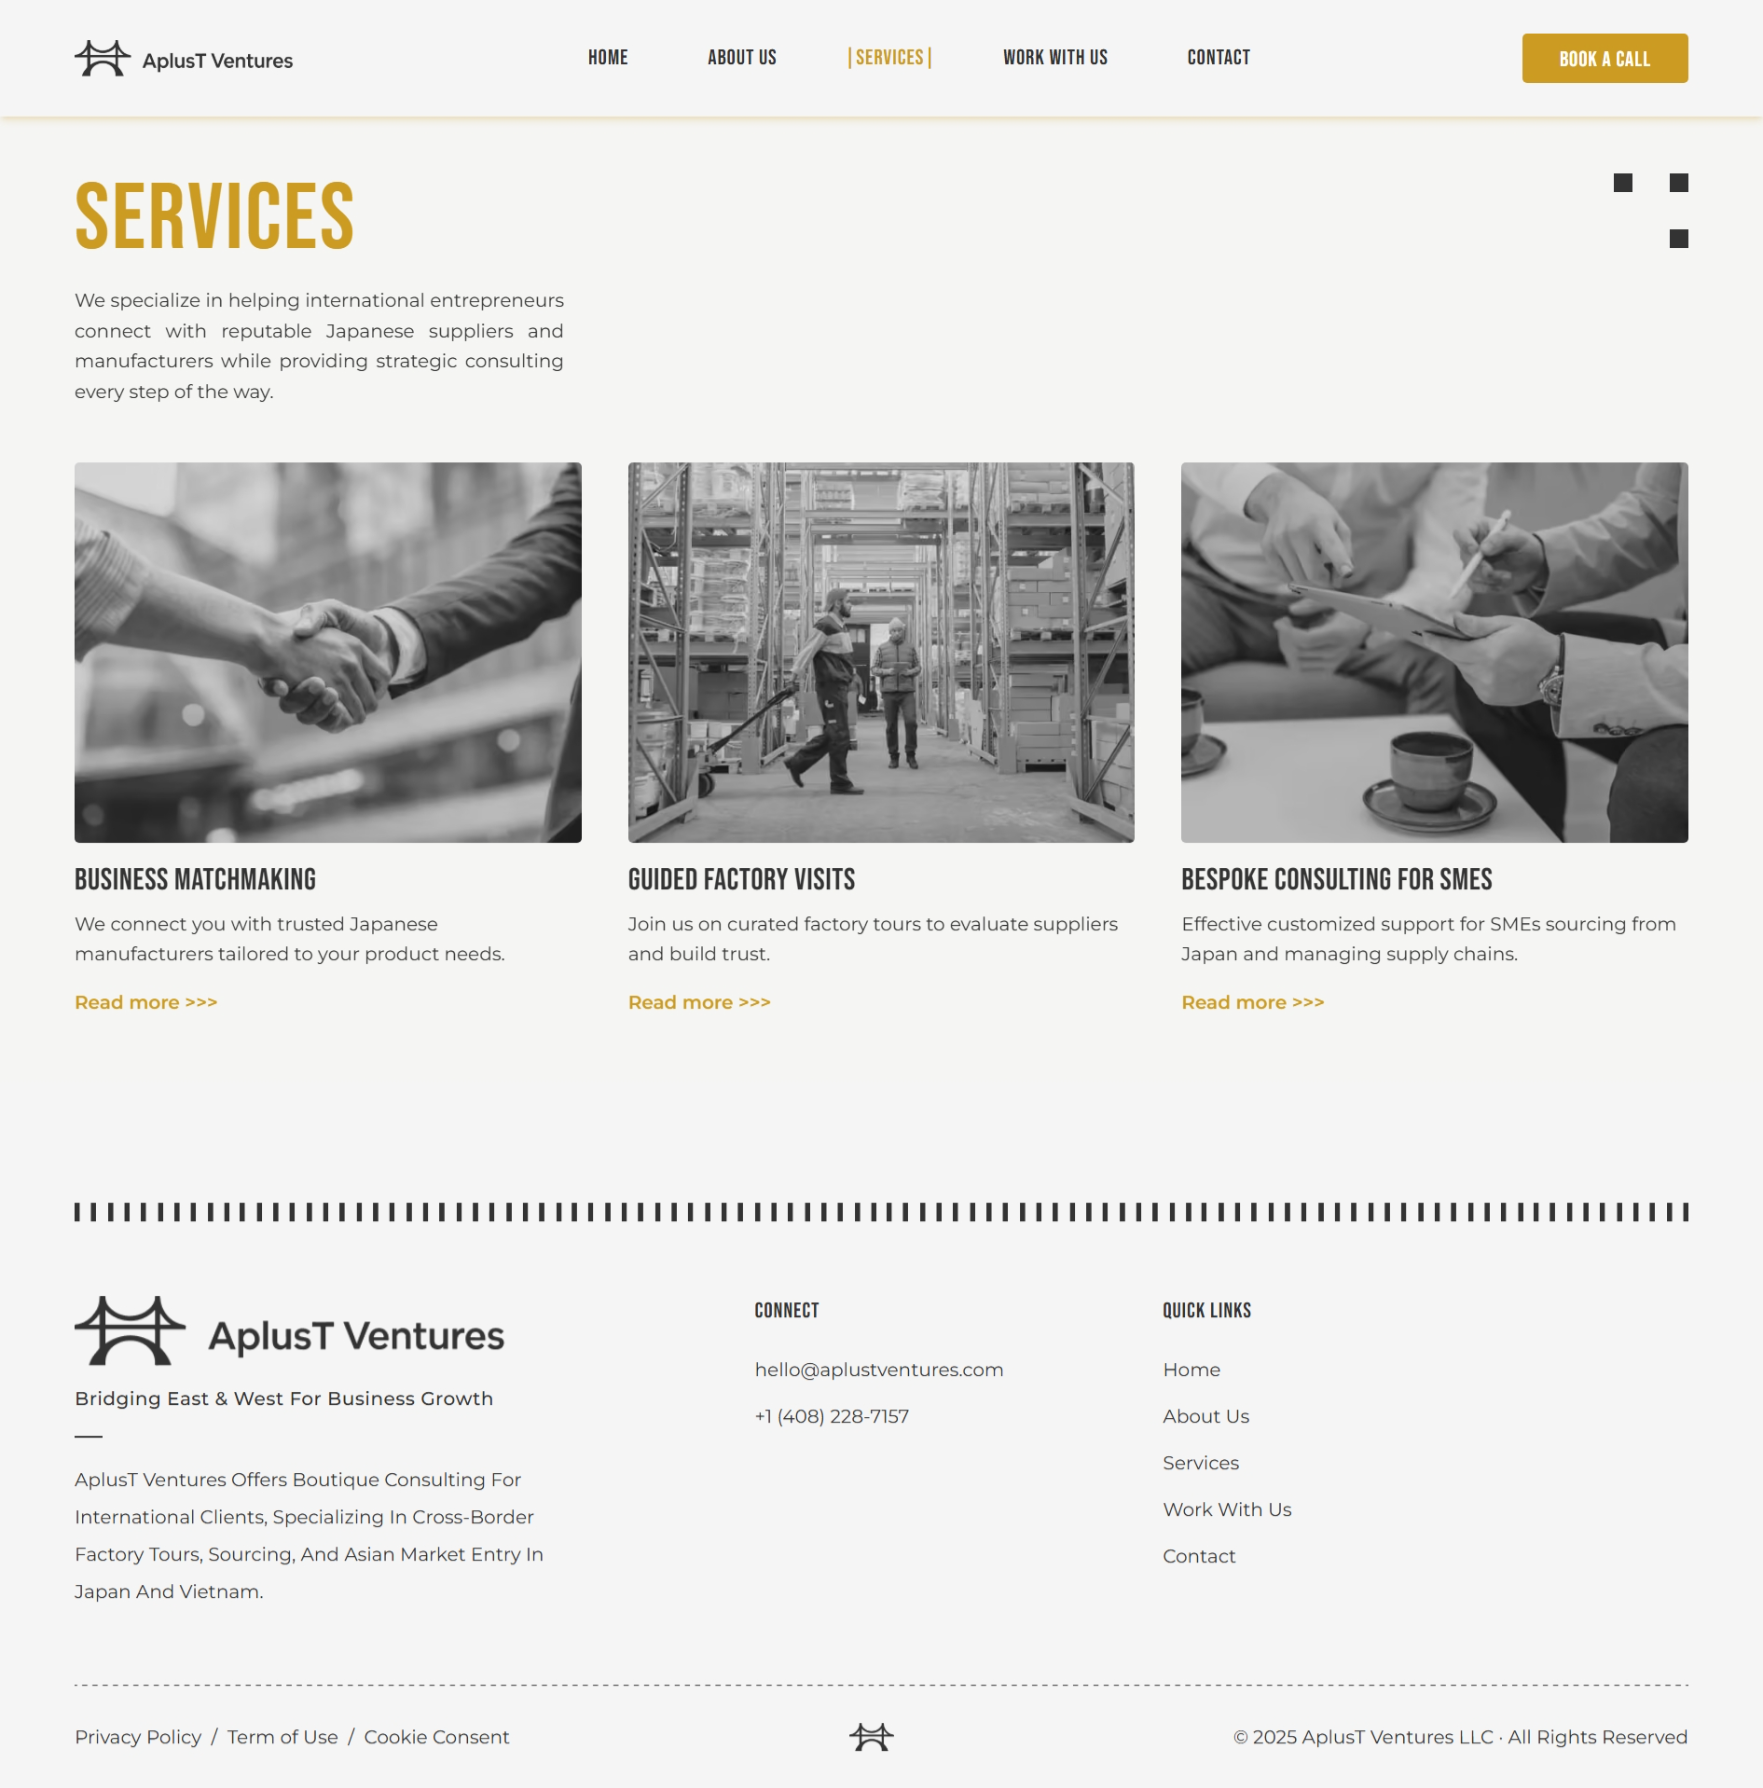 AplusT Ventures
HOME
ABOUT US
| SERVICES |
WORK WITH US
CONTACT
BOOK A CALL
SERVICES
We specialize in helping international entrepreneurs
connect with reputable Japanese suppliers and
manufacturers while providing strategic consulting
every step of the way.
BUSINESS MATCHMAKING
We connect you with trusted Japanese
manufacturers tailored to your product needs.
Read more >>>
GUIDED FACTORY VISITS
Join us on curated factory tours to evaluate suppliers
and build trust.
Read more >>>
BESPOKE CONSULTING FOR SMES
Effective customized support for SMEs sourcing from
Japan and managing supply chains.
Read more >>>
AplusT Ventures
Bridging East & West For Business Growth
AplusT Ventures Offers Boutique Consulting For
International Clients, Specializing In Cross-Border
Factory Tours, Sourcing, And Asian Market Entry In
Japan And Vietnam.
CONNECT
hello@aplustventures.com
+1 (408) 228-7157
QUICK LINKS
Home
About Us
Services
Work With Us
Contact
Privacy Policy / Term of Use / Cookie Consent
© 2025 AplusT Ventures LLC · All Rights Reserved